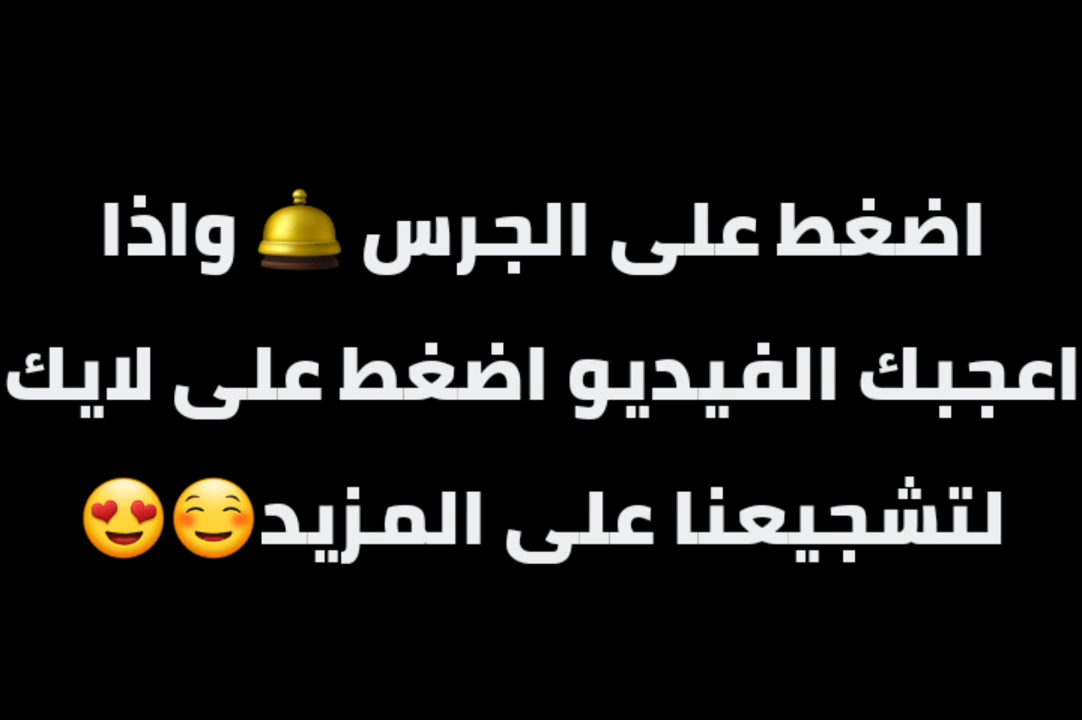 اضغط على الجرس 🛎 واذا
اعجبك الفيديو اضغط على لايك
لتشجيعنا على المزيد☺😍